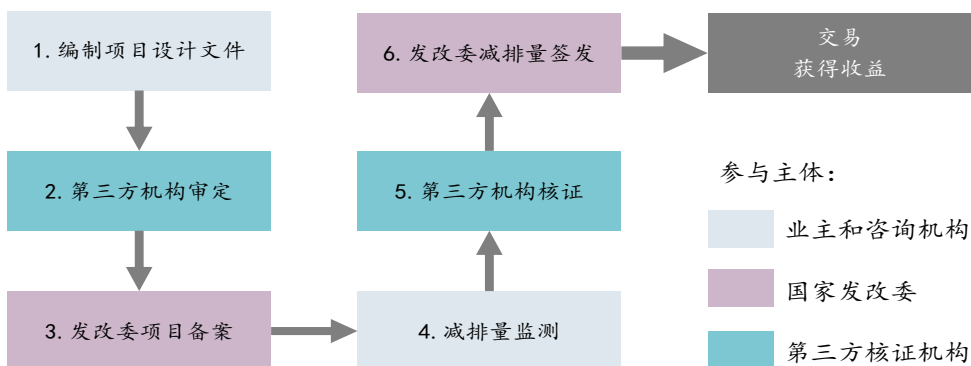 1. 编制项目设计文件
2. 第三方机构审定
3. 发改委项目备案
4. 减排量监测
5. 第三方机构核证
6. 发改委减排量签发
交易
获得收益
参与主体：
业主和咨询机构
国家发改委
第三方核证机构